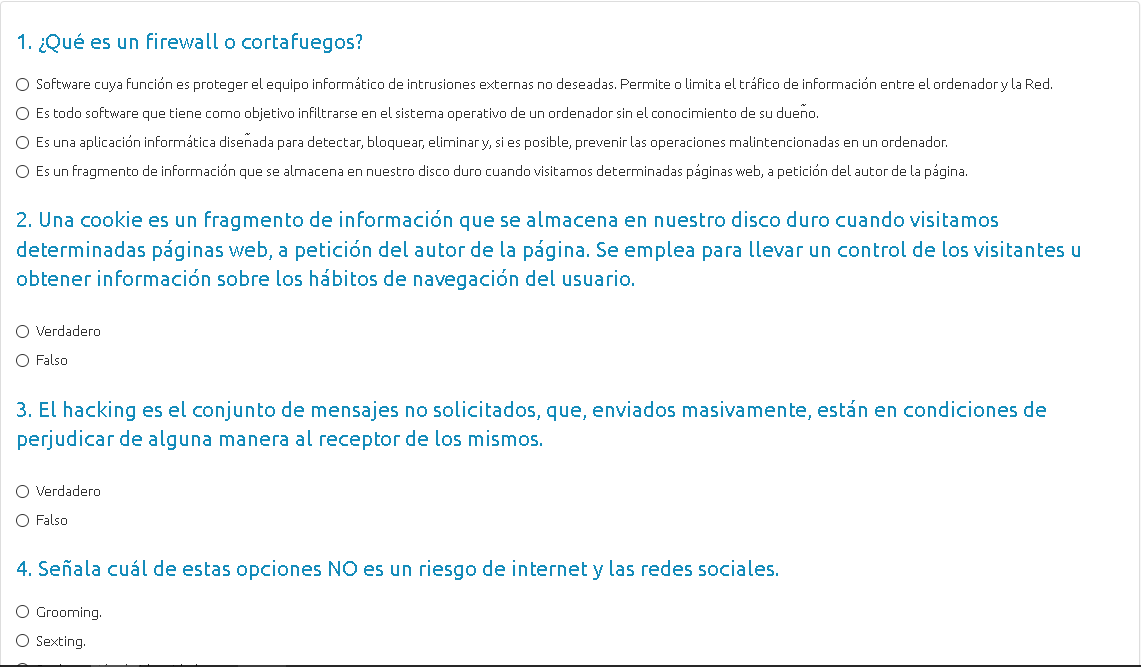 1. ¿Qué es un firewall o cortafuegos?
Software cuya función es proteger el equipo informático de intrusiones externas no deseadas. Permite o limita el tráfico de información entre el ordenador y la Red.
Es todo software que tiene como objetivo infiltrarse en el sistema operativo de un ordenador sin el conocimiento de su dueño.
Es una aplicación informática diseñada para detectar, bloquear, eliminar y, si es posible, prevenir las operaciones malintencionadas en un ordenador.
Es un fragmento de información que se almacena en nuestro disco duro cuando visitamos determinadas páginas web, a petición del autor de la página.
2. Una cookie es un fragmento de información que se almacena en nuestro disco duro cuando visitamos
determinadas páginas web, a petición del autor de la página. Se emplea para llevar un control de los visitantes u
obtener información sobre los hábitos de navegación del usuario.
Verdadero
Falso
3. El hacking es el conjunto de mensajes no solicitados, que, enviados masivamente, están en condiciones de
perjudicar de alguna manera al receptor de los mismos.
Verdadero
Falso
4. Señala cuál de estas opciones NO es un riesgo de internet y las redes sociales.
Grooming.
Sexting.